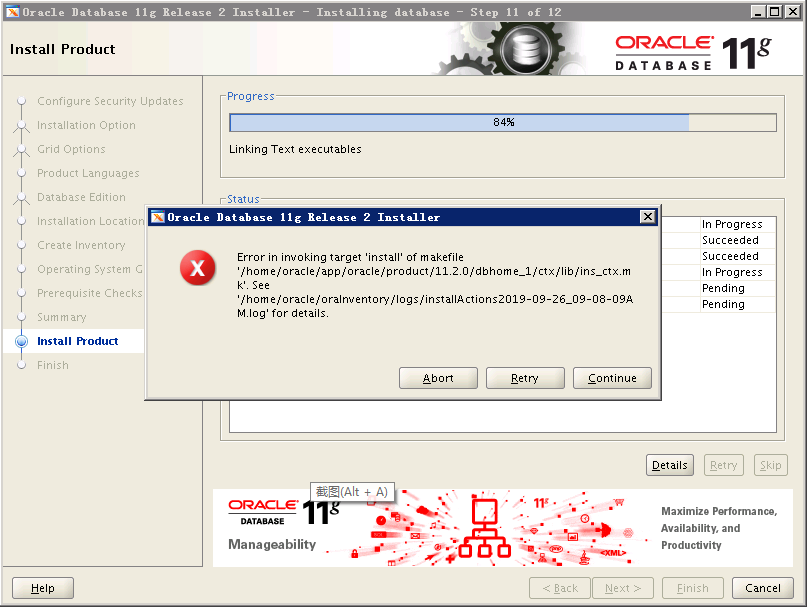 Oracle Database 11g Release 2 Installer - Installing database - Step 11 of 12
Install Product
ORACLE
DATABASE
11g
Configure Security Updates
Installation Option
Grid Options
Product Languages
Database Edition
Installation Location
Create Inventory
Operating System G
Prerequisite Checks
Summary
Install Product
Finish
Progress
84%
Linking Text executables
Status
In Progress
Succeeded
Succeeded
In Progress
Pending
Pending
Oracle Database 11g Release 2 Installer
Error in invoking target 'install' of makefile
'/home/oracle/app/oracle/product/11.2.0/dbhome_1/ctx/lib/ins_ctx.m
k'. See
'/home/oracle/oraInventory/logs/installActions2019-09-26_09-08-09A
M.log' for details.
Abort
Retry
Continue
Details
Retry
Skip
截图(Alt + A)
ORACLE
DATABASE
11g
Manageability
11g
<XML>
Maximize Performance,
Availability, and
Productivity
Help
< Back
Next >
Finish
Cancel